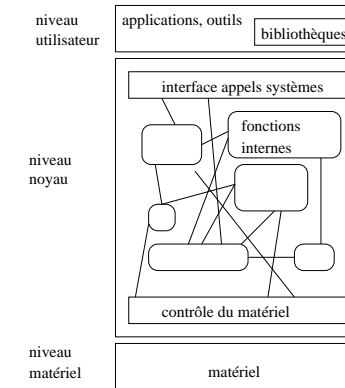 niveau
utilisateur
applications, outils
bibliothèques
interface appels systèmes
fonctions
internes
niveau
noyau
contrôle du matériel
niveau
matériel
matériel